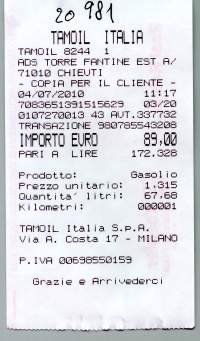 20 981
TAMOIL ITALIA
TAMOIL 8244 1
ADS TORRE FANTINE EST A/
71010 CHIEUTI
- COPIA PER IL CLIENTE -
04/07/2010 11:17
7083651391515629 03/20
0107270013 43 AUT.337732
TRANSAZIONE 980785543208
IMPORTO EURO 89.00
PARI A LIRE 172.328
Prodotto: Gasolio
Prezzo unitario: 1.315
Quantita' litri: 67.68
Kilometri: 000001
TAMOIL Italia S.p.A.
Via A. Costa 17 - MILANO
P.IVA 00698550159
Grazie e Arrivederci